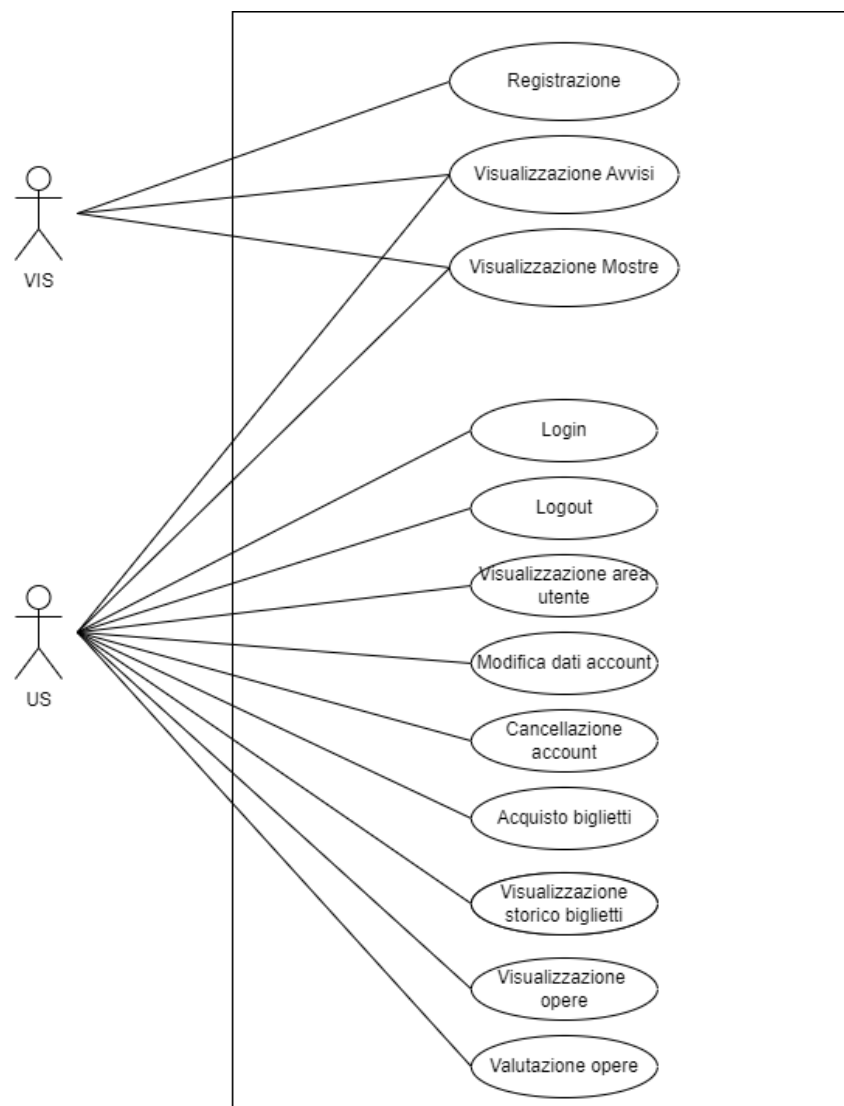 Registrazione
Visualizzazione Avvisi
VIS
Visualizzazione Mostre
Login
Logout
Visualizzazione area
utente
US
Modifica dati account
Cancellazione
account
Acquisto biglietti
Visualizzazione
storico biglietti
Visualizzazione
opere
Valutazione opere